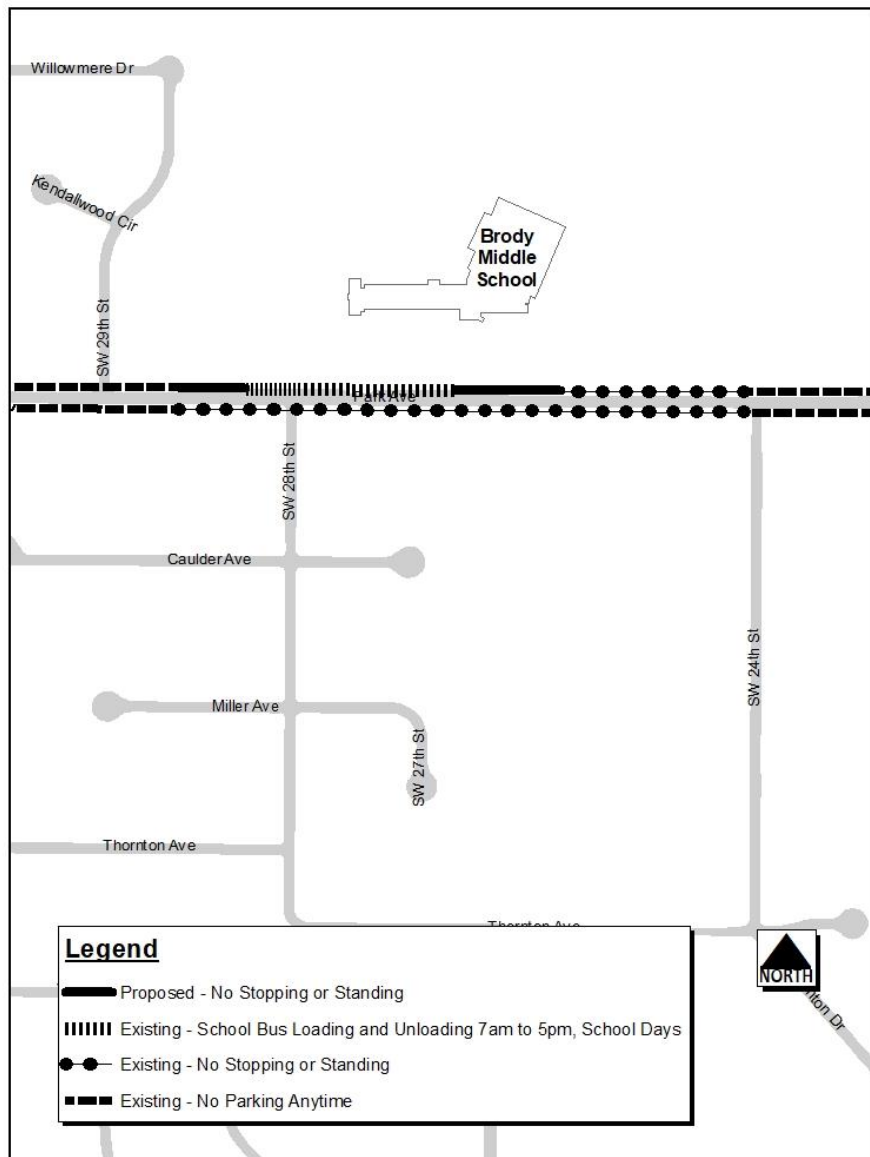 Willowmere Dr
Kendallwood Cir
Brody
Middle
School
SW 29th St
Park Ave
SW 28th St
Caulder Ave
SW 24th St
Miller Ave
SW 27th St
Thornton Ave
Thornton Ave
Legend
Proposed - No Stopping or Standing
Existing - School Bus Loading and Unloading 7am to 5pm, School Days
Existing - No Stopping or Standing
Existing - No Parking Anytime
NORTH
nton Dr